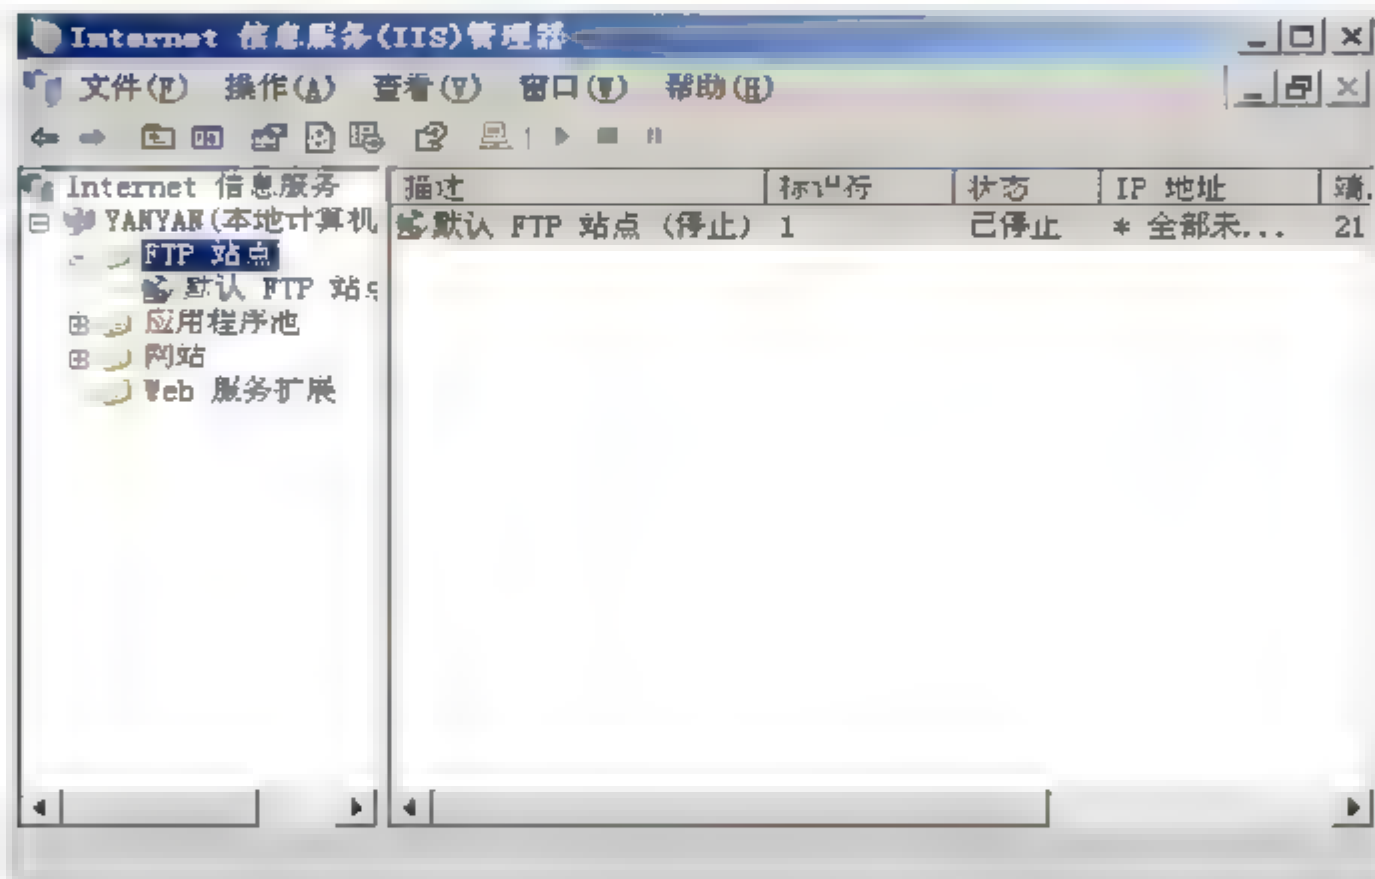 Internet 信息服务(IIS)管理器
文件(F) 操作(A) 查看(V) 窗口(W) 帮助(H)
Internet 信息服务
YANYAN(本地计算机
FTP 站点
默认 FTP 站点
应用程序池
网站
Web 服务扩展
描述 标识符 状态 IP 地址 端.
默认 FTP 站点 (停止) 1 已停止 * 全部未... 21